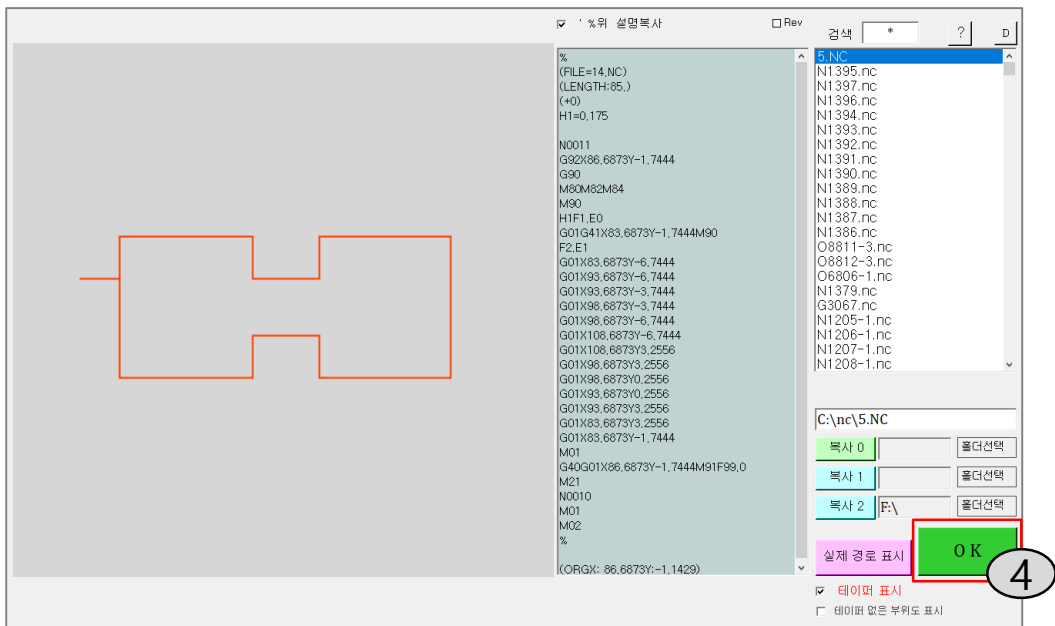 ' %위 설명복사
Rev
검색
*
?
D
%
(FILE=14,NC)
(LENGTH:85,)
(+0)
H1=0,175
N0011
G92X86,6873Y-1,7444
G90
M80M82M84
M90
H1F1,E0
G01G41X83,6873Y-1,7444M90
F2,E1
G01X83,6873Y-6,7444
G01X93,6873Y-6,7444
G01X93,6873Y-3,7444
G01X98,6873Y-3,7444
G01X98,6873Y-6,7444
G01X108,6873Y-6,7444
G01X108,6873Y3,2556
G01X98,6873Y3,2556
G01X98,6873Y0,2556
G01X93,6873Y0,2556
G01X93,6873Y3,2556
G01X83,6873Y3,2556
G01X83,6873Y-1,7444
M01
G40G01X86,6873Y-1,7444M91F99,0
M21
N0010
M01
M02
%
(ORGX: 86,6873Y:-1,1429)
5.NC
N1395.nc
N1397.nc
N1396.nc
N1394.nc
N1393.nc
N1392.nc
N1391.nc
N1390.nc
N1389.nc
N1388.nc
N1387.nc
N1386.nc
O8811-3.nc
O8812-3.nc
O6806-1.nc
N1379.nc
G3067.nc
N1205-1.nc
N1206-1.nc
N1207-1.nc
N1208-1.nc
C:\nc\5.NC
복사 0
홀더선택
복사 1
홀더선택
복사 2
F:\
홀더선택
실제 경로 표시
O K
4
테이퍼 표시
테이퍼 없은 부위도 표시